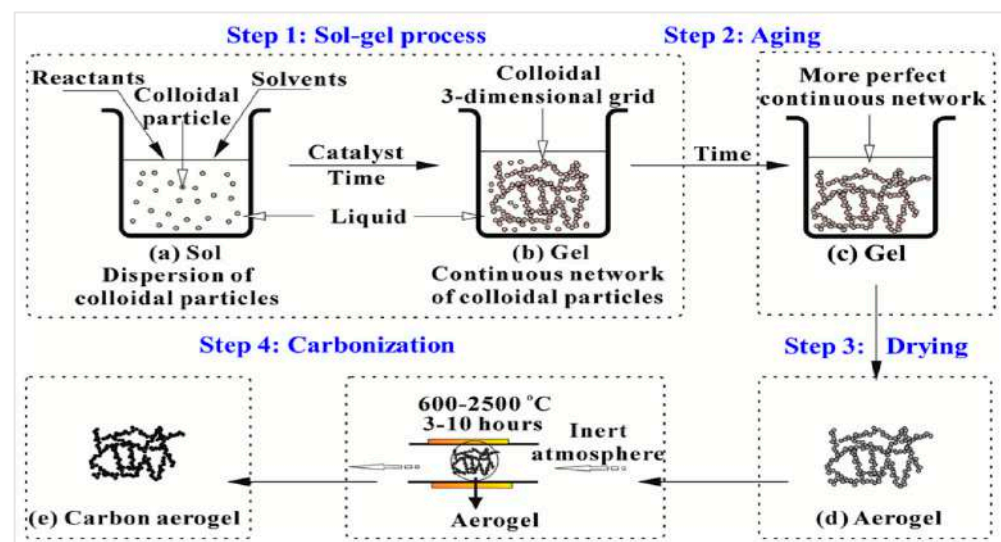 Step 1: Sol-gel process
Step 2: Aging
Reactants
Solvents
Colloidal
particle
Colloidal
3-dimensional grid
More perfect
continuous network
Catalyst
Time
Time
Liquid
(a) Sol
Dispersion of
colloidal particles
(b) Gel
Continuous network
of colloidal particles
(c) Gel
Step 4: Carbonization
Step 3: Drying
600-2500 °C
3-10 hours
Inert
atmosphere
Aerogel
(e) Carbon aerogel
(d) Aerogel